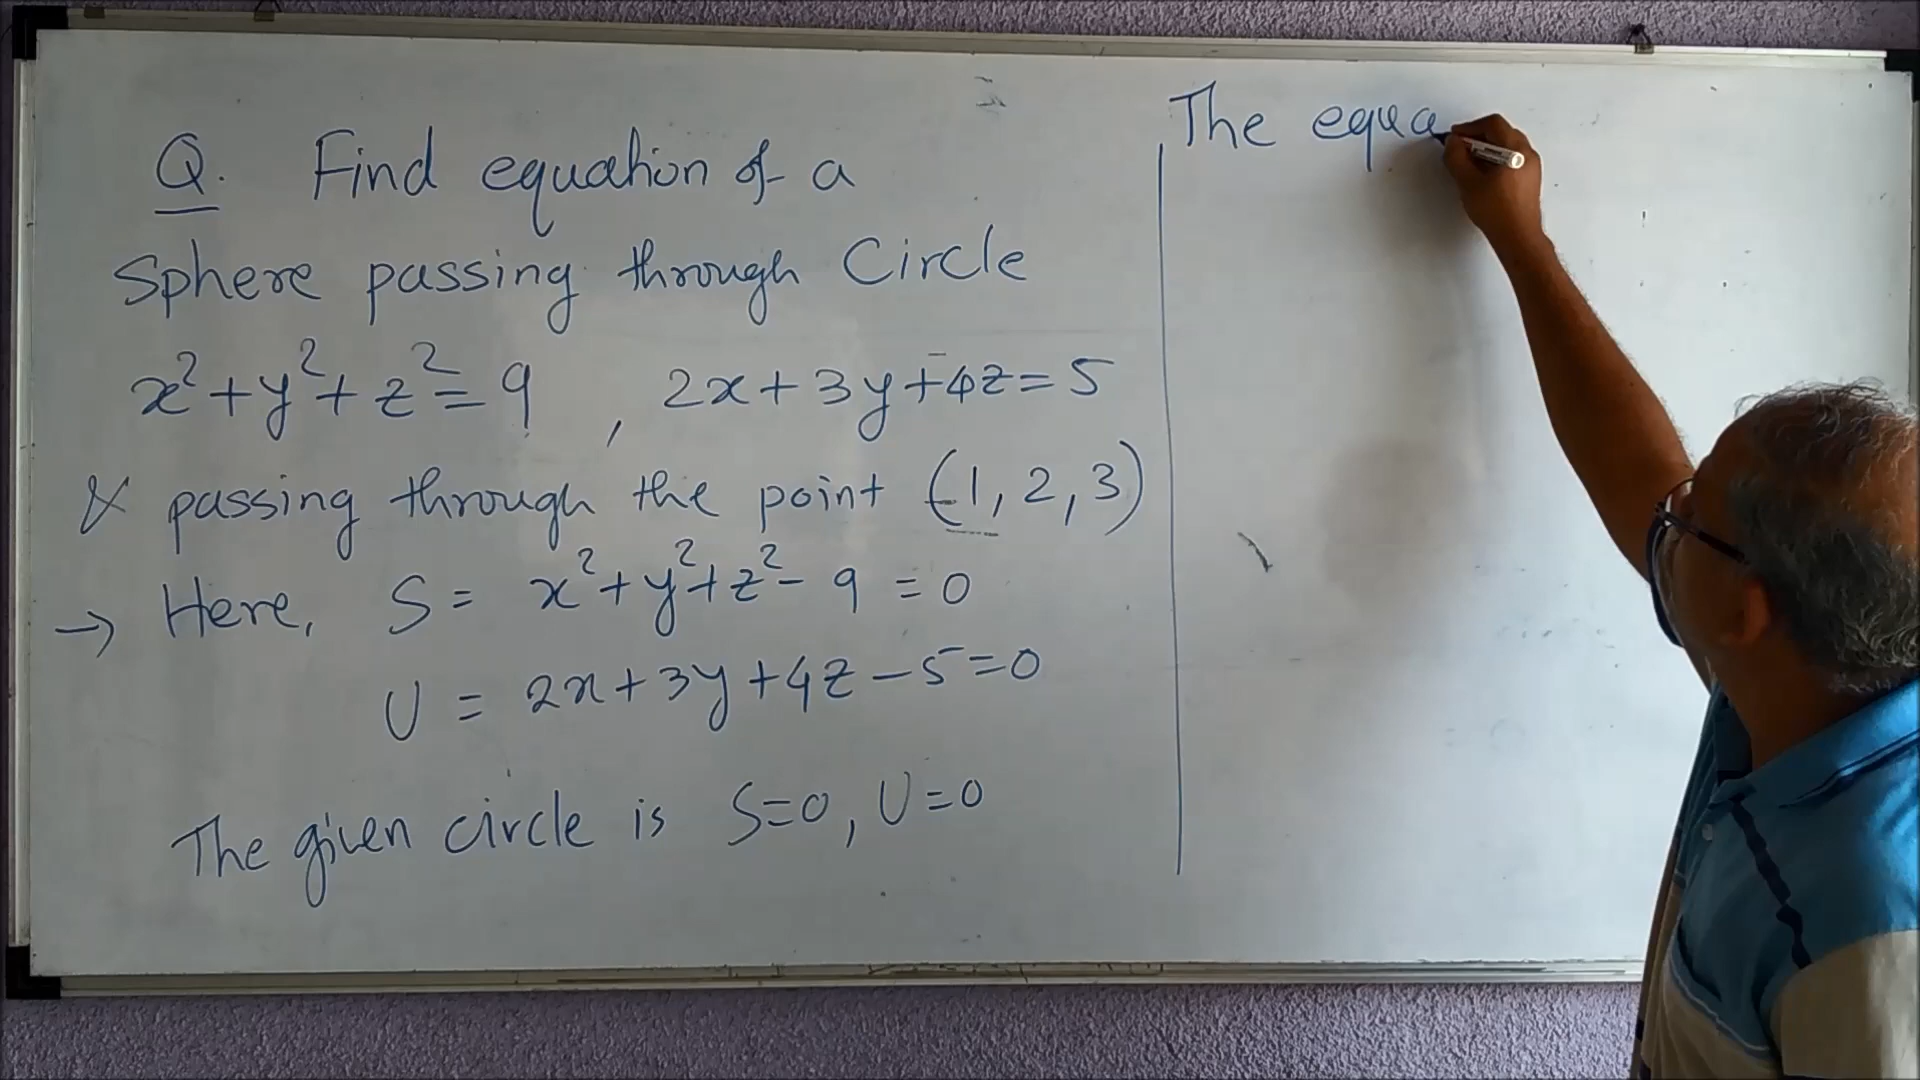 Q. Find equation of a
Sphere passing through Circle
x²+y²+z²=9 , 2x+3y+4z=5
& passing through the point (1, 2, 3)
→ Here, S = x²+y²+z²-9 = 0
U = 2x+3y+4z-5=0
The given circle is S=0, U=0
The equa